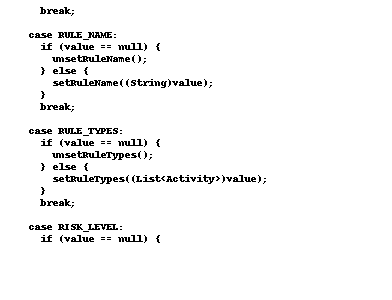 break;
case RULE_NAME:
if (value == null) {
unsetRuleName();
} else {
setRuleName((String)value);
}
break;
case RULE_TYPES:
if (value == null) {
unsetRuleTypes();
} else {
setRuleTypes((List<Activity>)value);
}
break;
case RISK_LEVEL:
if (value == null) {